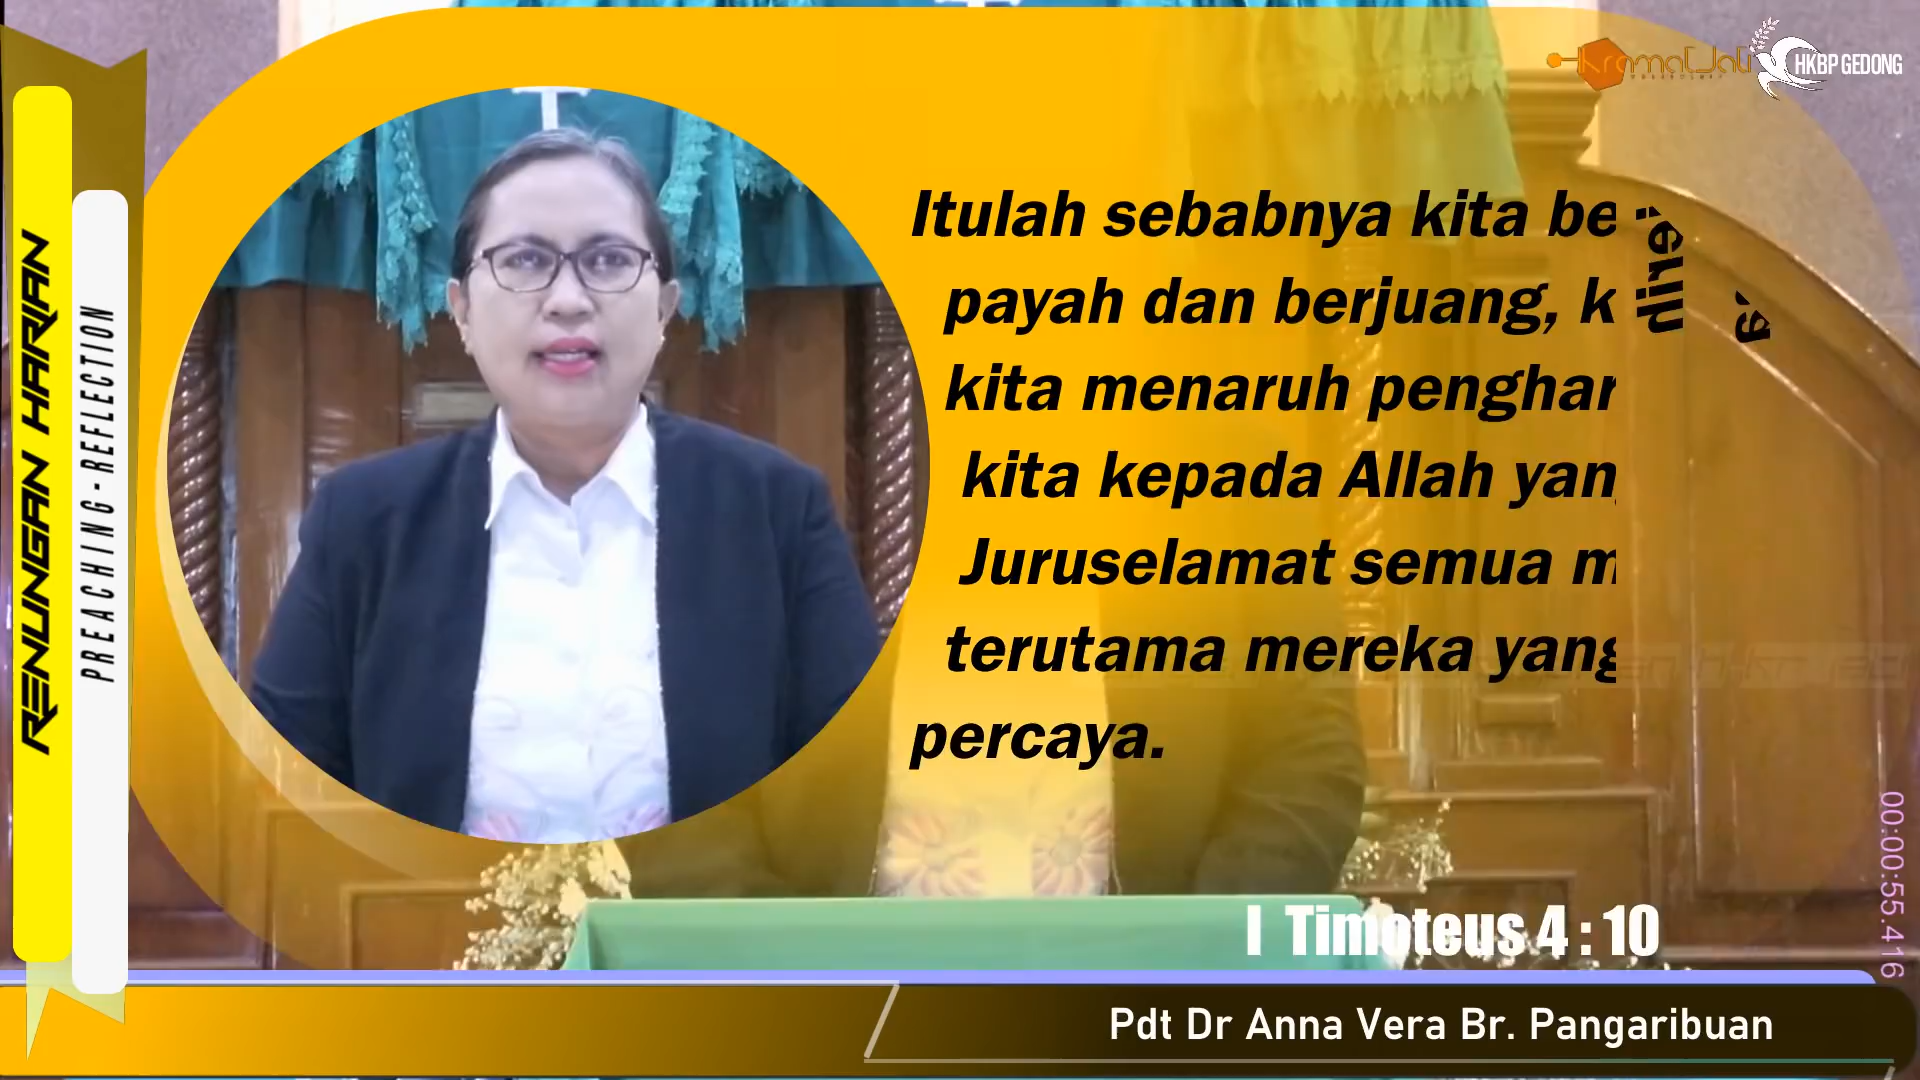 KramatJati
HKBP GEDONG
RENUNGAN HARIAN
PREACHING-REFLECTION
Itulah sebabnya kita be
payah dan berjuang, k
kita menaruh penghar
kita kepada Allah yang
Juruselamat semua m
terutama mereka yang
percaya.
I Timoteus 4 : 10
00:00:55.416
Pdt Dr Anna Vera Br. Pangaribuan